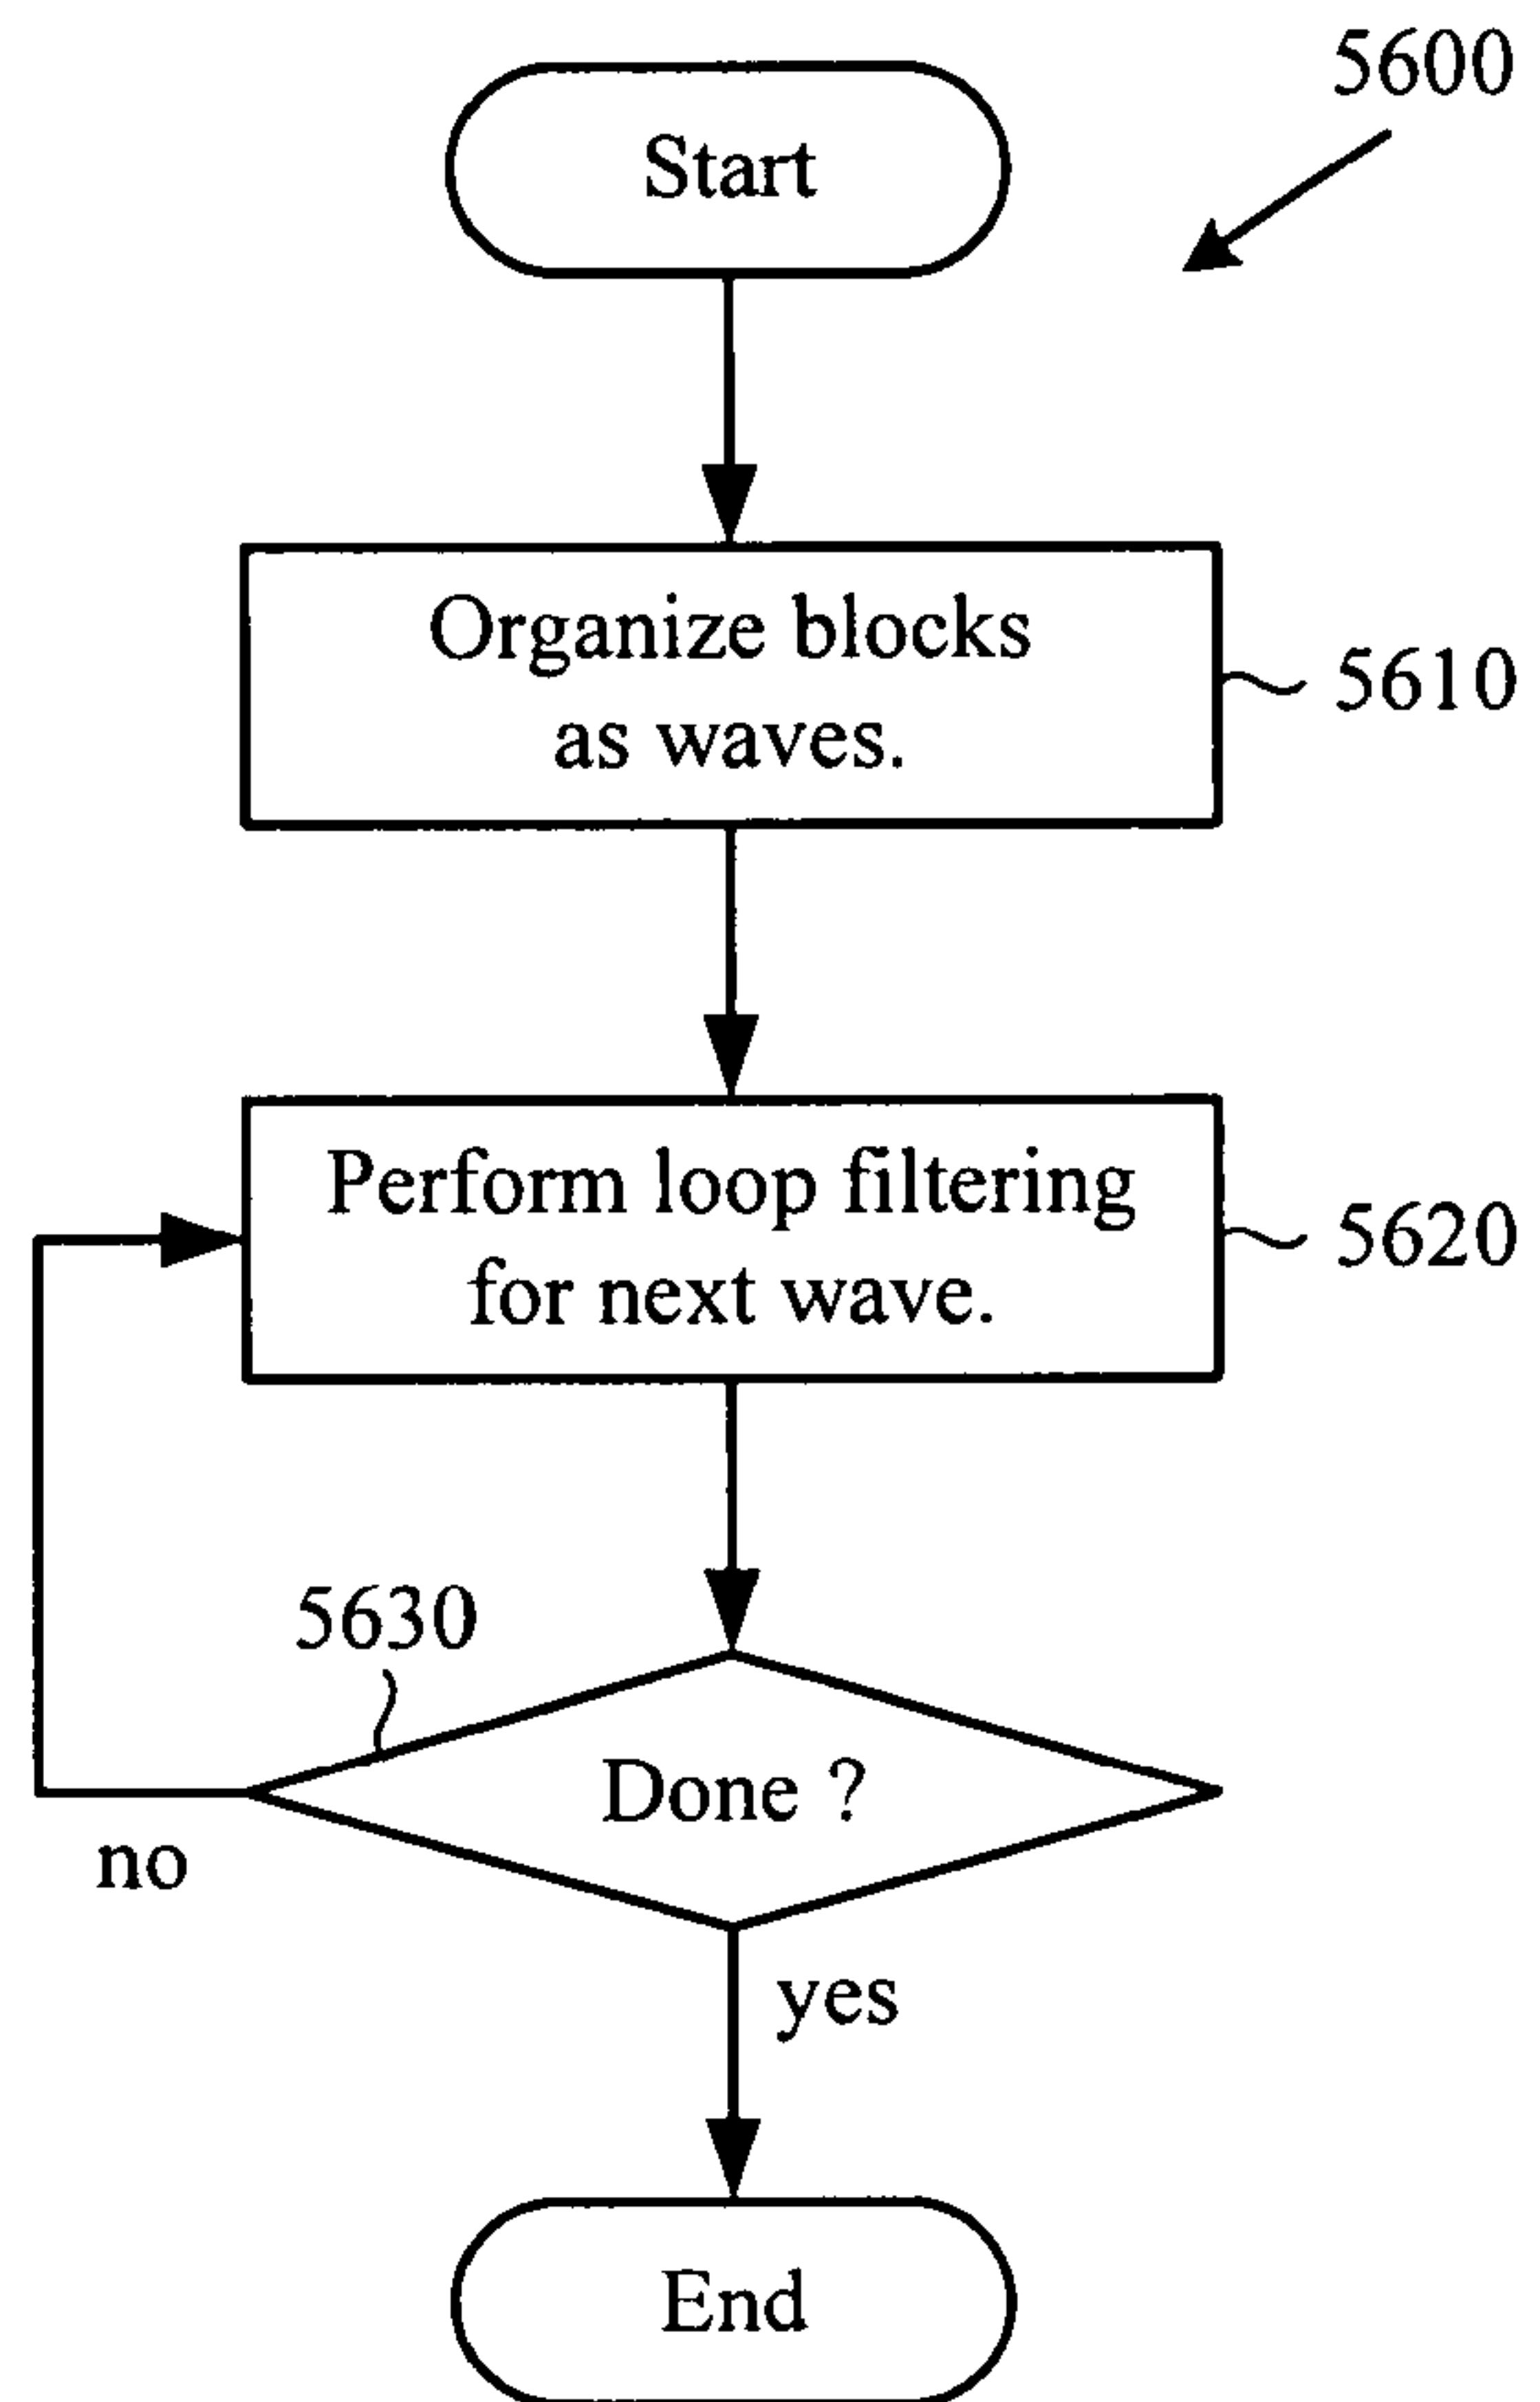 5600
Start
Organize blocks
as waves.
5610
Perform loop filtering
for next wave.
5620
5630
Done ?
no
yes
End